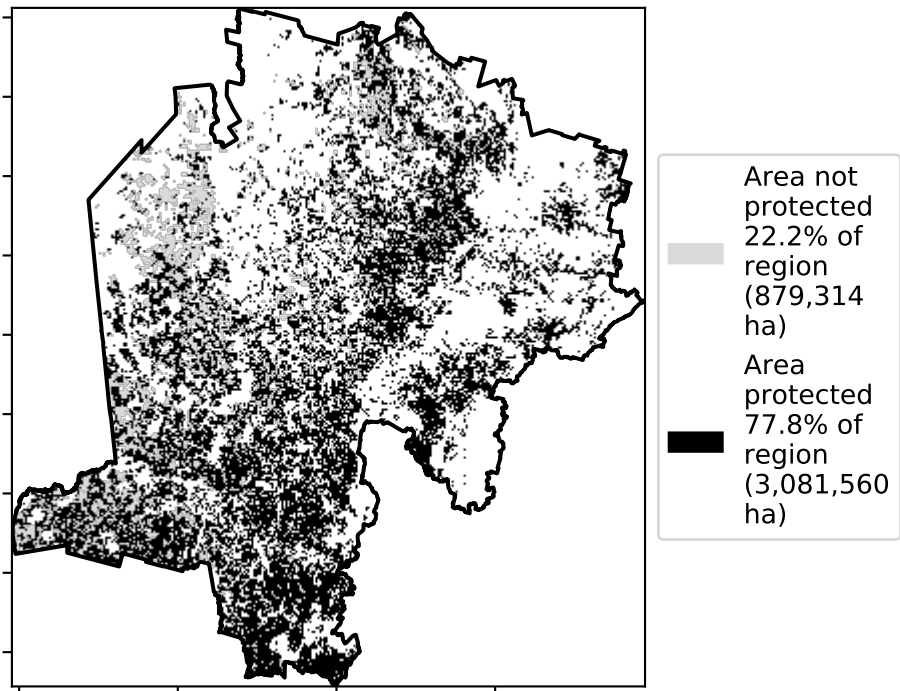 Area not
protected
22.2% of
region
(879,314
ha)
Area
protected
77.8% of
region
(3,081,560
ha)